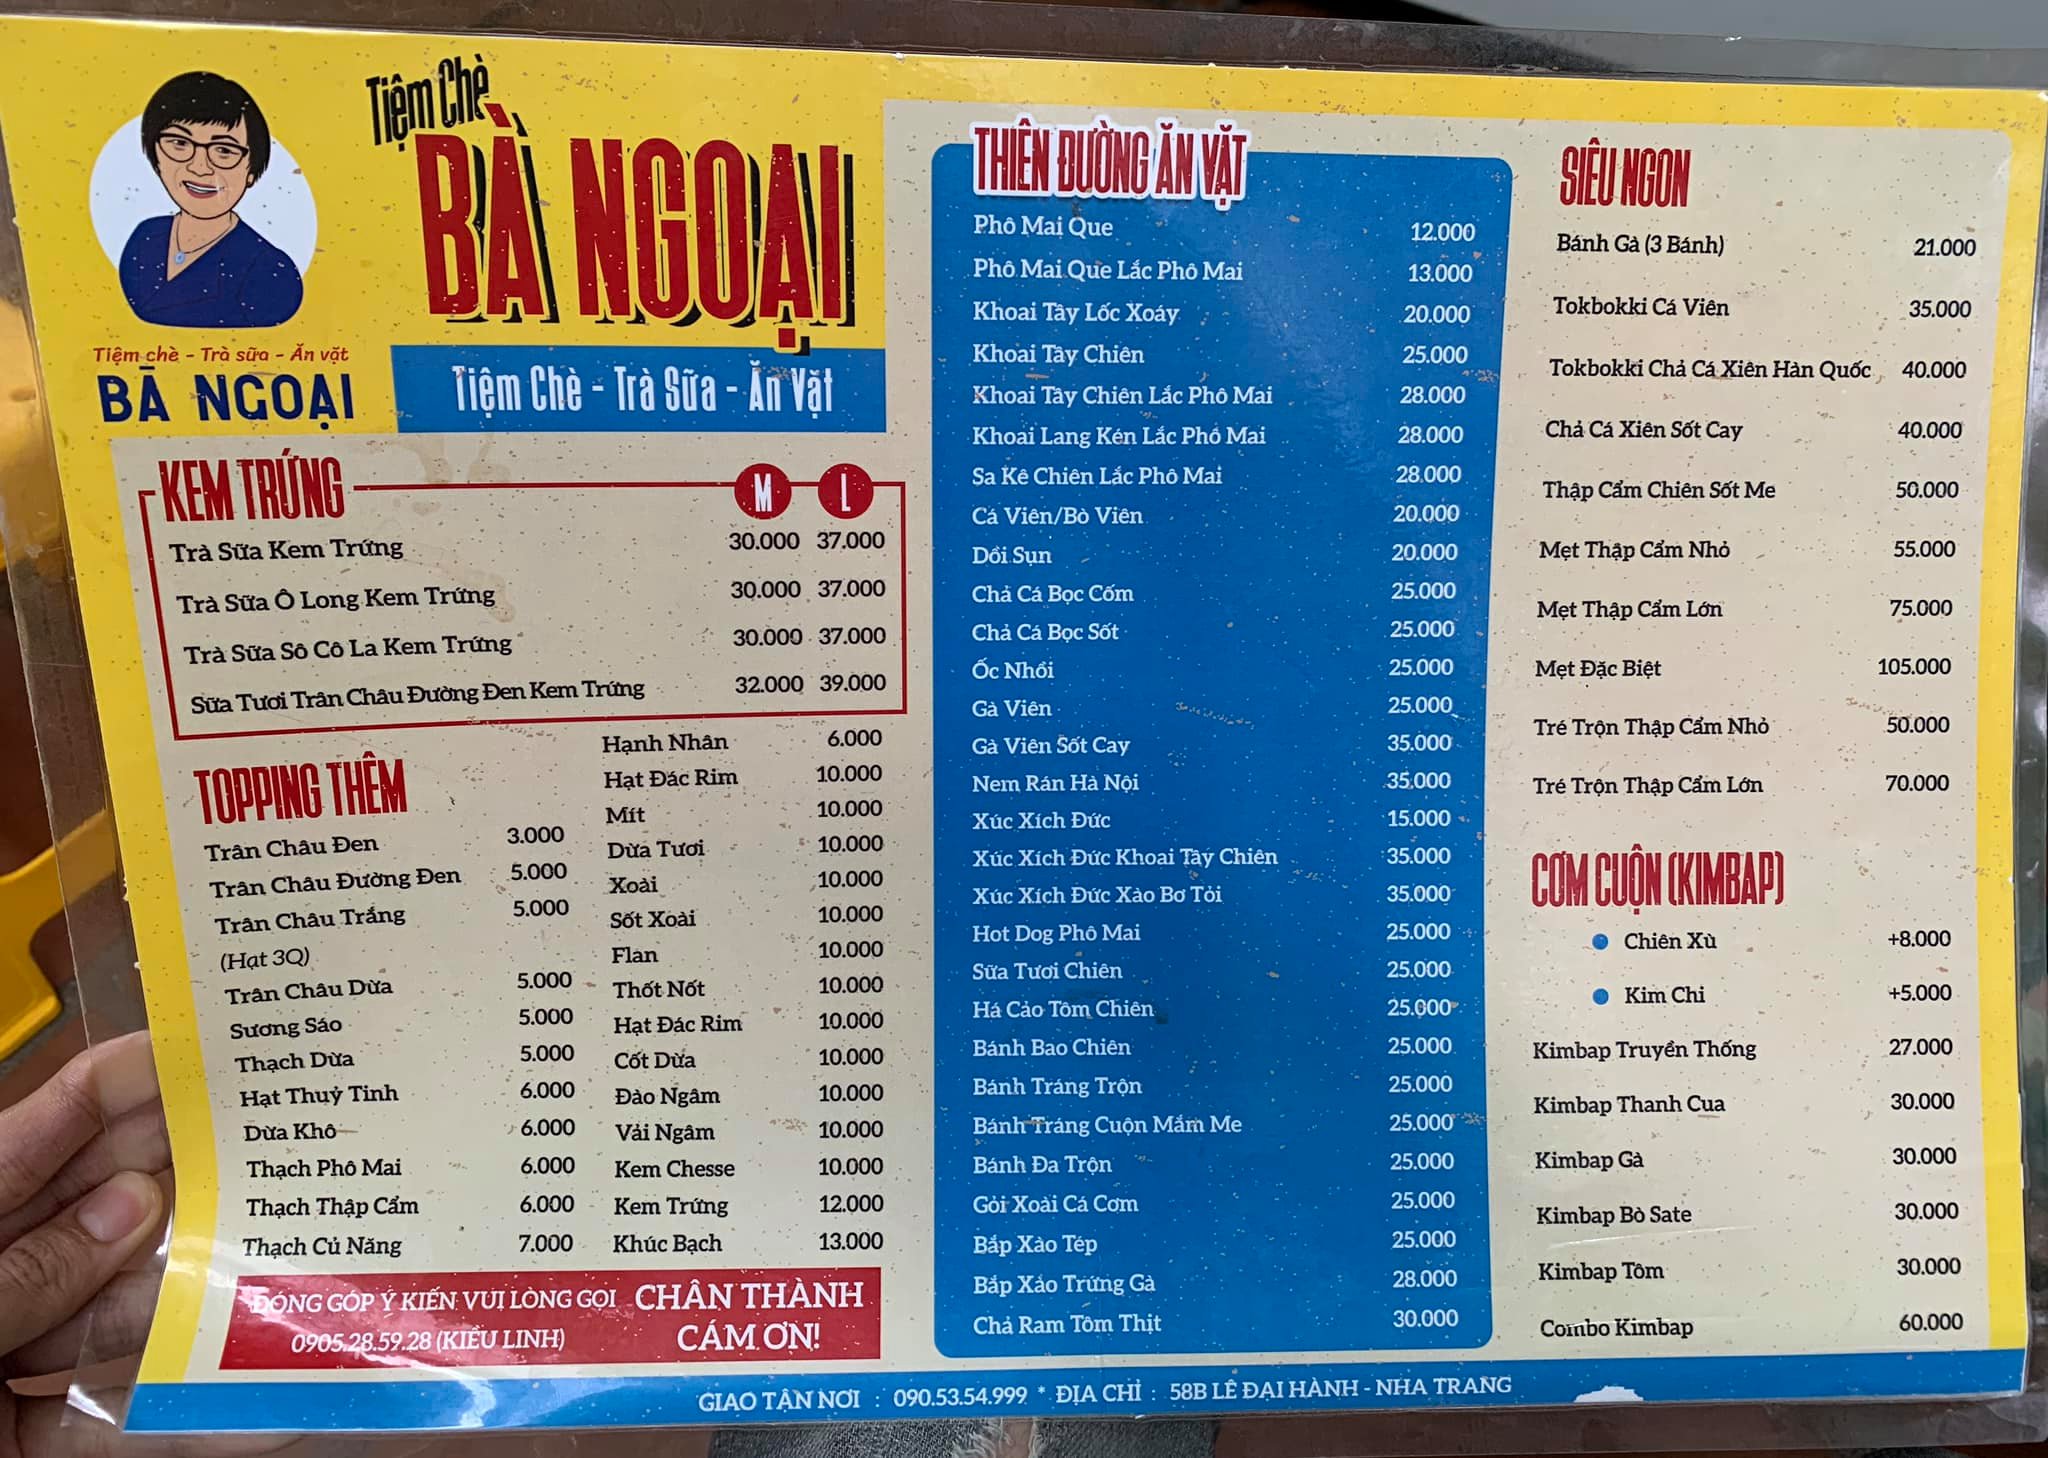 Tiệm Chè
BÀ NGOẠI
Tiệm chè - Trà sữa - Ăn vặt
BÀ NGOẠI
Tiệm Chè - Trà Sữa - Ăn Vặt
KEM TRỨNG M L
Trà Sữa Kem Trứng 30.000 37.000
Trà Sữa Ô Long Kem Trứng 30.000 37.000
Trà Sữa Sô Cô La Kem Trứng 30.000 37.000
Sữa Tươi Trân Châu Đường Đen Kem Trứng 32.000 39.000
TOPPING THÊM
Trân Châu Đen 3.000
Trân Châu Đường Đen 5.000
Trân Châu Trắng 5.000
(Hạt 3Q)
Trân Châu Dừa 5.000
Sương Sáo 5.000
Thạch Dừa 5.000
Hạt Thuỷ Tinh 6.000
Dừa Khô 6.000
Thạch Phô Mai 6.000
Thạch Thập Cẩm 6.000
Thạch Củ Năng 7.000
Hạnh Nhân 6.000
Hạt Đác Rim 10.000
Mít 10.000
Dừa Tươi 10.000
Xoài 10.000
Sốt Xoài 10.000
Flan 10.000
Thốt Nốt 10.000
Hạt Đác Rim 10.000
Cốt Dừa 10.000
Đào Ngâm 10.000
Vải Ngâm 10.000
Kem Chesse 10.000
Kem Trứng 12.000
Khúc Bạch 13.000
ĐÓNG GÓP Ý KIẾN VUI LÒNG GỌI
0905.28.59.28 (KIỀU LINH)
CHÂN THÀNH
CÁM ƠN!
THIÊN ĐƯỜNG ĂN VẶT
Phô Mai Que 12.000
Phô Mai Que Lắc Phô Mai 13.000
Khoai Tây Lốc Xoáy 20.000
Khoai Tây Chiên 25.000
Khoai Tây Chiên Lắc Phô Mai 28.000
Khoai Lang Kén Lắc Phô Mai 28.000
Sa Kê Chiên Lắc Phô Mai 28.000
Cá Viên/Bò Viên 20.000
Dồi Sụn 20.000
Chả Cá Bọc Cốm 25.000
Chả Cá Bọc Sốt 25.000
Ốc Nhồi 25.000
Gà Viên 25.000
Gà Viên Sốt Cay 35.000
Nem Rán Hà Nội 35.000
Xúc Xích Đức 15.000
Xúc Xích Đức Khoai Tây Chiên 35.000
Xúc Xích Đức Xào Bơ Tỏi 35.000
Hot Dog Phô Mai 25.000
Sữa Tươi Chiên 25.000
Há Cảo Tôm Chiên 25.000
Bánh Bao Chiên 25.000
Bánh Tráng Trộn 25.000
Bánh Tráng Cuộn Mắm Me 25.000
Bánh Đa Trộn 25.000
Gỏi Xoài Cá Cơm 25.000
Bắp Xào Tép 25.000
Bắp Xảo Trứng Gà 28.000
Chả Ram Tôm Thịt 30.000
SIÊU NGON
Bánh Gà (3 Bánh) 21.000
Tokbokki Cá Viên 35.000
Tokbokki Chả Cá Xiên Hàn Quốc 40.000
Chả Cá Xiên Sốt Cay 40.000
Thập Cẩm Chiên Sốt Me 50.000
Mẹt Thập Cẩm Nhỏ 55.000
Mẹt Thập Cẩm Lớn 75.000
Mẹt Đặc Biệt 105.000
Tré Trộn Thập Cẩm Nhỏ 50.000
Tré Trộn Thập Cẩm Lớn 70.000
CƠM CUỘN (KIMBAP)
Chiên Xù +8.000
Kim Chi +5.000
Kimbap Truyền Thống 27.000
Kimbap Thanh Cua 30.000
Kimbap Gà 30.000
Kimbap Bò Sate 30.000
Kimbap Tôm 30.000
Combo Kimbap 60.000
GIAO TẬN NƠI : 090.53.54.999 * ĐỊA CHỈ : 58B LÊ ĐẠI HÀNH - NHA TRANG